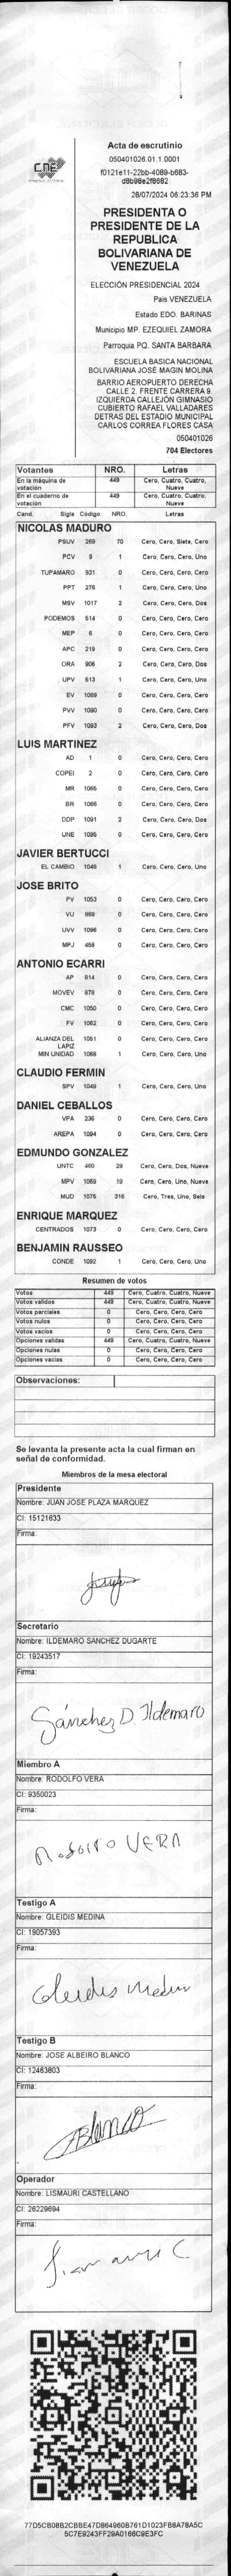 CNE
Acta de escrutinio
050401026.01.1.0001
f0121e11-22bb-4089-b683-
d8b98e2f8682
28/07/2024 06:23:36 PM
PRESIDENTA O
PRESIDENTE DE LA
REPUBLICA
BOLIVARIANA DE
VENEZUELA
ELECCIÓN PRESIDENCIAL 2024
Pais VENEZUELA
Estado EDO. BARINAS
Municipio MP. EZEQUIEL ZAMORA
Parroquia PQ. SANTA BARBARA
ESCUELA BASICA NACIONAL
BOLIVARIANA JOSÉ MAGIN MOLINA
BARRIO AEROPUERTO DERECHA
CALLE 2. FRENTE CARRERA 9.
IZQUIERDA CALLEJÓN GIMNASIO
CUBIERTO RAFAEL VALLADARES
DETRAS DEL ESTADIO MUNICIPAL
CARLOS CORREA FLORES CASA
050401026
704 Electores
Votantes NRO. Letras
En la máquina de votación 449 Cero, Cuatro, Cuatro, Nueve
En el cuaderno de votación 449 Cero, Cuatro, Cuatro, Nueve
Cand. Sigla Código NRO. Letras
NICOLAS MADURO
PSUV 269 70 Cero, Cero, Siete, Cero
PCV 9 1 Cero, Cero, Cero, Uno
TUPAMARO 931 0 Cero, Cero, Cero, Cero
PPT 276 1 Cero, Cero, Cero, Uno
MSV 1017 2 Cero, Cero, Cero, Dos
PODEMOS 514 0 Cero, Cero, Cero, Cero
MEP 6 0 Cero, Cero, Cero, Cero
APC 219 0 Cero, Cero, Cero, Cero
ORA 906 2 Cero, Cero, Cero, Dos
UPV 513 1 Cero, Cero, Cero, Uno
EV 1089 0 Cero, Cero, Cero, Cero
PVV 1090 0 Cero, Cero, Cero, Cero
PFV 1093 2 Cero, Cero, Cero, Dos
LUIS MARTINEZ
AD 1 0 Cero, Cero, Cero, Cero
COPEI 2 0 Cero, Cero, Cero, Cero
MR 1065 0 Cero, Cero, Cero, Cero
BR 1066 0 Cero, Cero, Cero, Cero
DDP 1091 2 Cero, Cero, Cero, Dos
UNE 1095 0 Cero, Cero, Cero, Cero
JAVIER BERTUCCI
EL CAMBIO 1048 1 Cero, Cero, Cero, Uno
JOSE BRITO
PV 1053 0 Cero, Cero, Cero, Cero
VU 869 0 Cero, Cero, Cero, Cero
UVV 1096 0 Cero, Cero, Cero, Cero
MPJ 458 0 Cero, Cero, Cero, Cero
ANTONIO ECARRI
AP 814 0 Cero, Cero, Cero, Cero
MOVEV 879 0 Cero, Cero, Cero, Cero
CMC 1050 0 Cero, Cero, Cero, Cero
FV 1062 0 Cero, Cero, Cero, Cero
ALIANZA DEL LAPIZ 1051 0 Cero, Cero, Cero, Cero
MIN UNIDAD 1068 1 Cero, Cero, Cero, Uno
CLAUDIO FERMIN
SPV 1049 1 Cero, Cero, Cero, Uno
DANIEL CEBALLOS
VPA 236 0 Cero, Cero, Cero, Cero
AREPA 1094 0 Cero, Cero, Cero, Cero
EDMUNDO GONZALEZ
UNTC 460 29 Cero, Cero, Dos, Nueve
MPV 1069 19 Cero, Cero, Uno, Nueve
MUD 1075 316 Cero, Tres, Uno, Seis
ENRIQUE MARQUEZ
CENTRADOS 1073 0 Cero, Cero, Cero, Cero
BENJAMIN RAUSSEO
CONDE 1092 1 Cero, Cero, Cero, Uno
Resumen de votos
Votos 449 Cero, Cuatro, Cuatro, Nueve
Votos validos 449 Cero, Cuatro, Cuatro, Nueve
Votos parciales 0 Cero, Cero, Cero, Cero
Votos nulos 0 Cero, Cero, Cero, Cero
Votos vacios 0 Cero, Cero, Cero, Cero
Opciones validas 449 Cero, Cuatro, Cuatro, Nueve
Opciones nulas 0 Cero, Cero, Cero, Cero
Opciones vacias 0 Cero, Cero, Cero, Cero
Observaciones:
Se levanta la presente acta la cual firman en
señal de conformidad.
Miembros de la mesa electoral
Presidente
Nombre: JUAN JOSE PLAZA MARQUEZ
CI: 15121633
Firma:
Secretario
Nombre: ILDEMARO SANCHEZ DUGARTE
CI: 19243517
Firma:
Sánchez D. Ildemaro
Miembro A
Nombre: RODOLFO VERA
CI: 9350023
Firma:
Rodolfo VERA
Testigo A
Nombre: GLEIDIS MEDINA
CI: 19057393
Firma:
Gleidis Medin
Testigo B
Nombre: JOSE ALBEIRO BLANCO
CI: 12463803
Firma:
Blanco
Operador
Nombre: LISMAURI CASTELLANO
CI: 26229694
Firma:
Lismauri C
77D5CB08B2CBBE47D864960B761D1023FB8A78A5C
5C7E9243FF29A0166C9E3FC